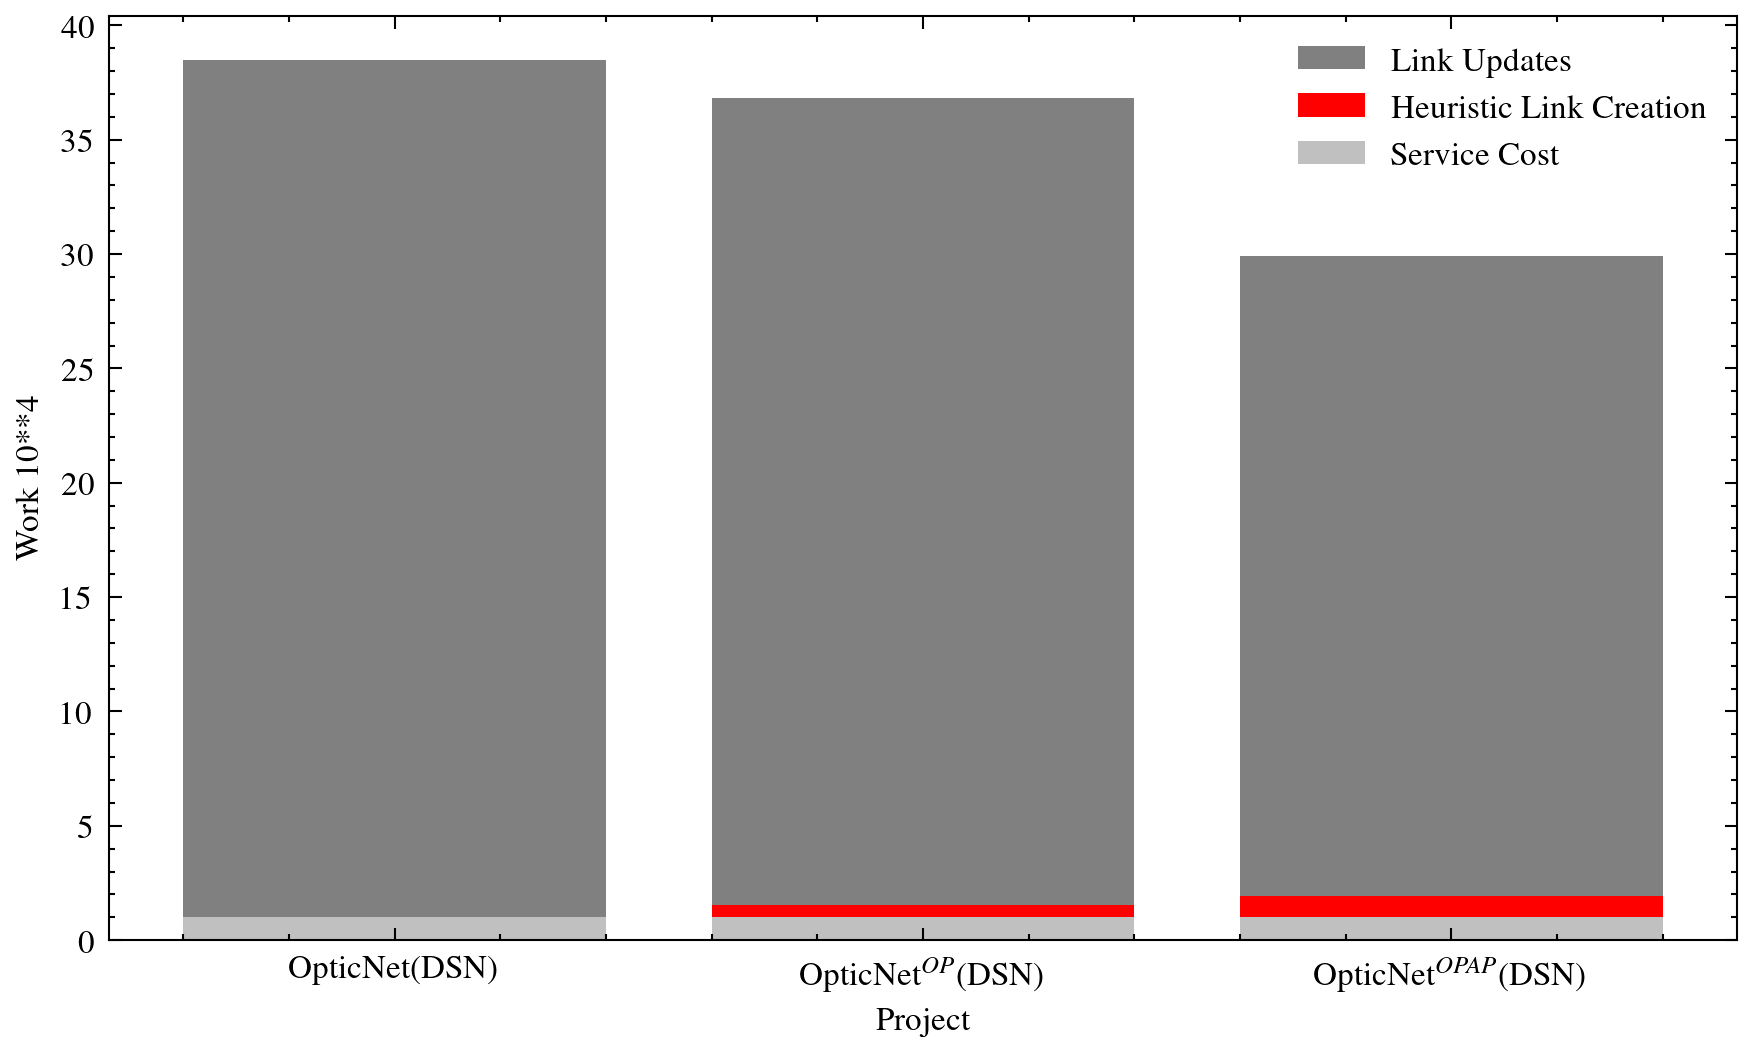 Link Updates
Heuristic Link Creation
Service Cost
40
35
30
25
20
15
10
5
0
Work 10**4
OpticNet(DSN) OpticNet^{OP}(DSN) OpticNet^{OPAP}(DSN)
Project